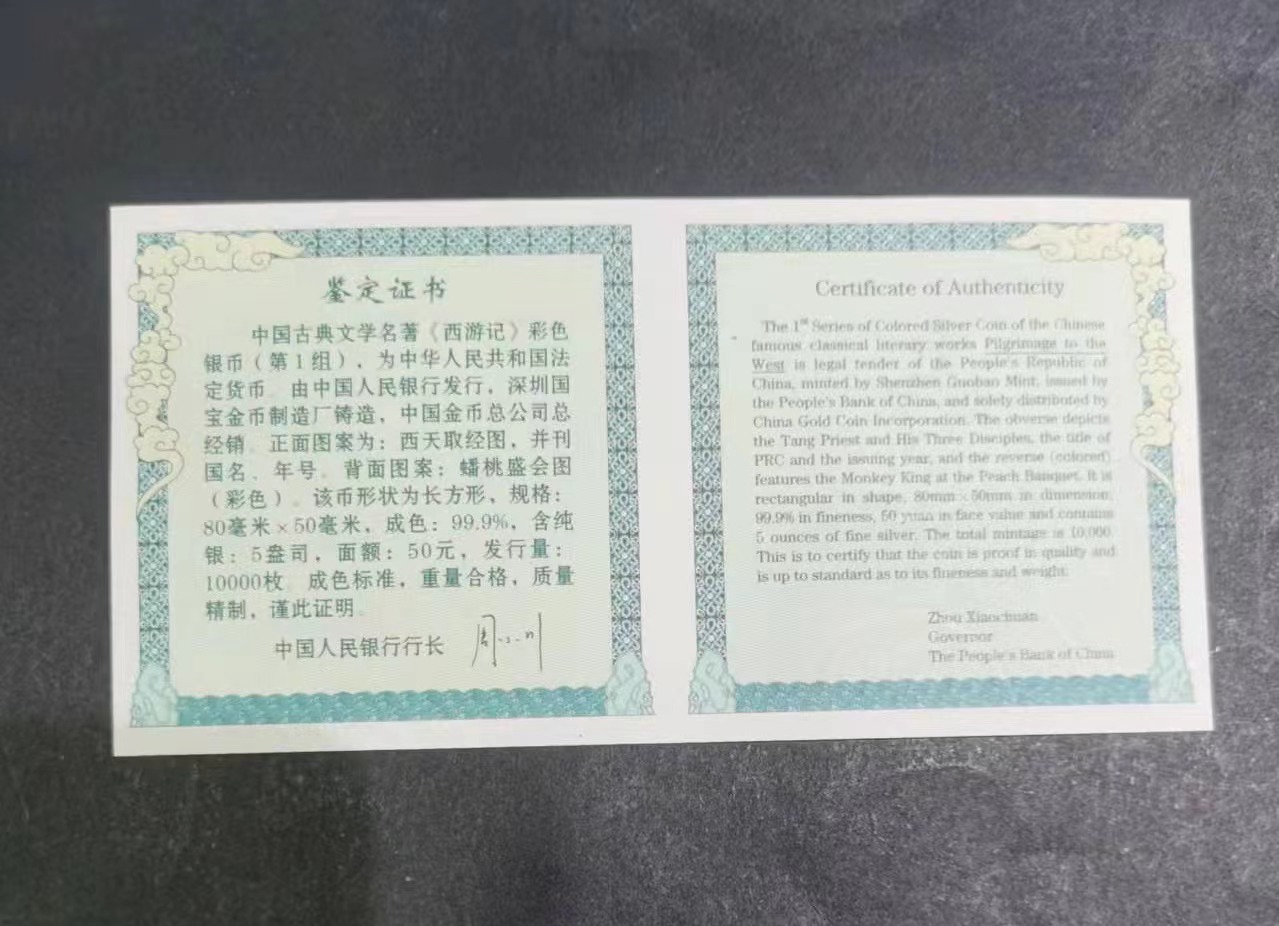 鉴定证书
中国古典文学名著《西游记》彩色
银币（第1组），为中华人民共和国法
定货币。由中国人民银行发行，深圳国
宝金币制造厂铸造，中国金币总公司总
经销。正面图案为：西天取经图，并刊
国名、年号。背面图案：蟠桃盛会图
（彩色）。该币形状为长方形，规格：
80毫米×50毫米，成色：99.9%，含纯
银：5盎司，面额：50元，发行量：
10000枚。成色标准，重量合格，质量
精制，谨此证明。
中国人民银行行长
Certificate of Authenticity
The 1st Series of Colored Silver Coin of the Chinese
famous classical literary works Pilgrimage to the
West is legal tender of the People's Republic of
China, minted by Shenzhen Guobao Mint, issued by
the People's Bank of China, and solely distributed by
China Gold Coin Incorporation. The obverse depicts
the Tang Priest and His Three Disciples, the title of
PRC and the issuing year, and the reverse (colored)
features the Monkey King at the Peach Banquet. It is
rectangular in shape, 80mm×50mm in dimension,
99.9% in fineness, 50 yuan in face value and contains
5 ounces of fine silver. The total mintage is 10,000.
This is to certify that the coin is proof in quality and
is up to standard as to its fineness and weight.
Zhou Xiaochuan
Governor
The People's Bank of China